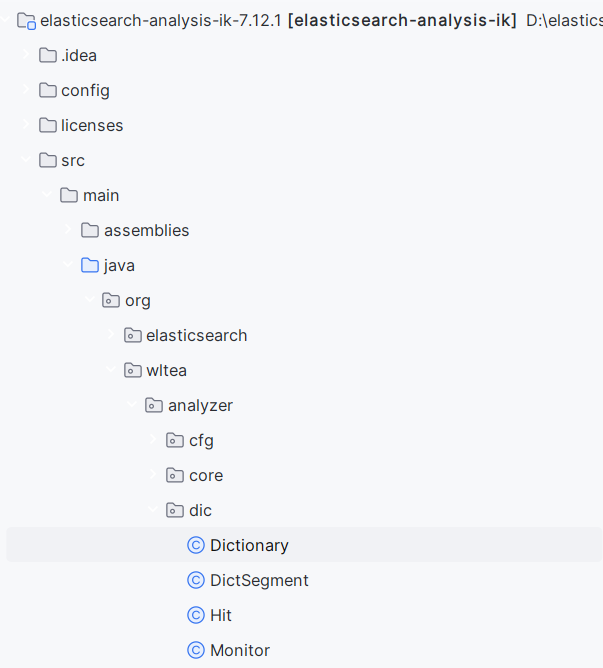 elasticsearch-analysis-ik-7.12.1 [elasticsearch-analysis-ik] D:\elastics
.idea
config
licenses
src
main
assemblies
java
org
elasticsearch
wltea
analyzer
cfg
core
dic
C Dictionary
C DictSegment
C Hit
C Monitor